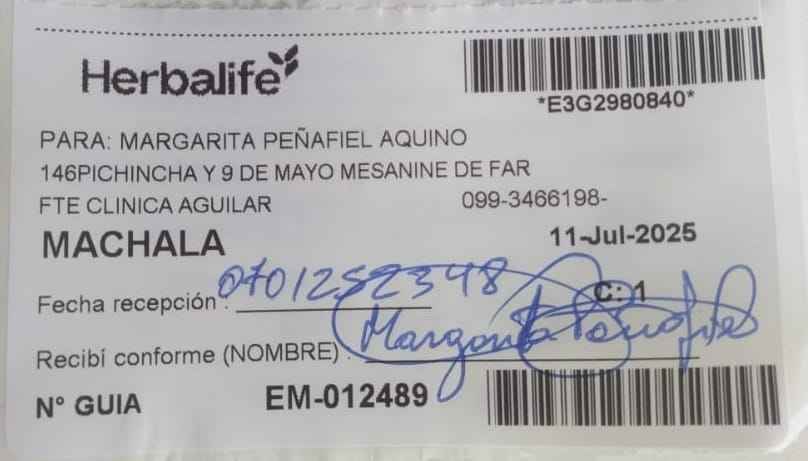 Herbalife
*E3G2980840*
PARA: MARGARITA PEÑAFIEL AQUINO
146PICHINCHA Y 9 DE MAYO MESANINE DE FAR
FTE CLINICA AGUILAR 099-3466198-
MACHALA 11-Jul-2025
Fecha recepción : 0701252348 C: 1
Recibí conforme (NOMBRE) : Margarita Peñafiel
N° GUIA EM-012489